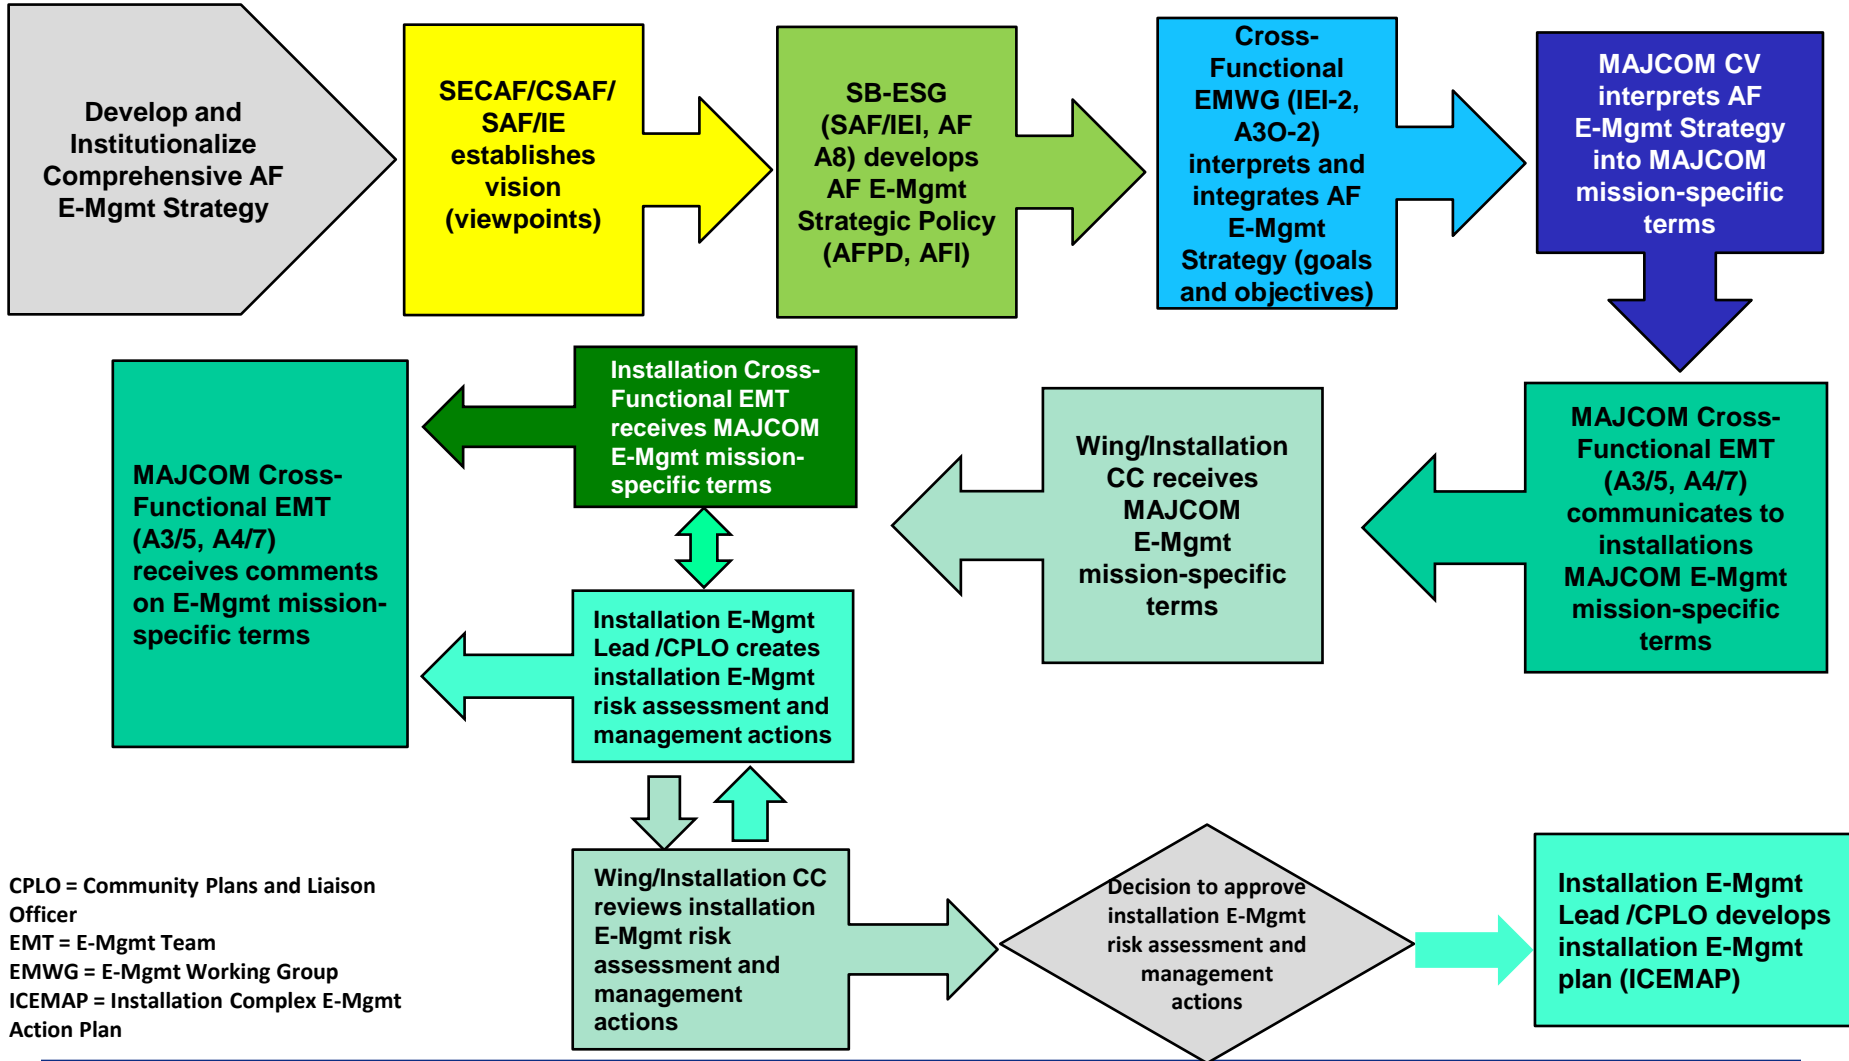 Develop and
Institutionalize
Comprehensive AF
E-Mgmt Strategy
SECAF/CSAF/
SAF/IE
establishes
vision
(viewpoints)
SB-ESG
(SAF/IEI, AF
A8) develops
AF E-Mgmt
Strategic Policy
(AFPD, AFI)
Cross-
Functional
EMWG (IEI-2,
A3O-2)
interprets and
integrates AF
E-Mgmt
Strategy (goals
and objectives)
MAJCOM CV
interprets AF
E-Mgmt Strategy
into MAJCOM
mission-specific
terms
MAJCOM Cross-
Functional EMT
(A3/5, A4/7)
communicates to
installations
MAJCOM E-Mgmt
mission-specific
terms
Wing/Installation
CC receives
MAJCOM
E-Mgmt
mission-specific
terms
Installation Cross-
Functional EMT
receives MAJCOM
E-Mgmt mission-
specific terms
MAJCOM Cross-
Functional EMT
(A3/5, A4/7)
receives comments
on E-Mgmt mission-
specific terms
Installation E-Mgmt
Lead /CPLO creates
installation E-Mgmt
risk assessment and
management actions
Wing/Installation CC
reviews installation
E-Mgmt risk
assessment and
management
actions
Decision to approve
installation E-Mgmt
risk assessment and
management
actions
Installation E-Mgmt
Lead /CPLO develops
installation E-Mgmt
plan (ICEMAP)
CPLO = Community Plans and Liaison
Officer
EMT = E-Mgmt Team
EMWG = E-Mgmt Working Group
ICEMAP = Installation Complex E-Mgmt
Action Plan